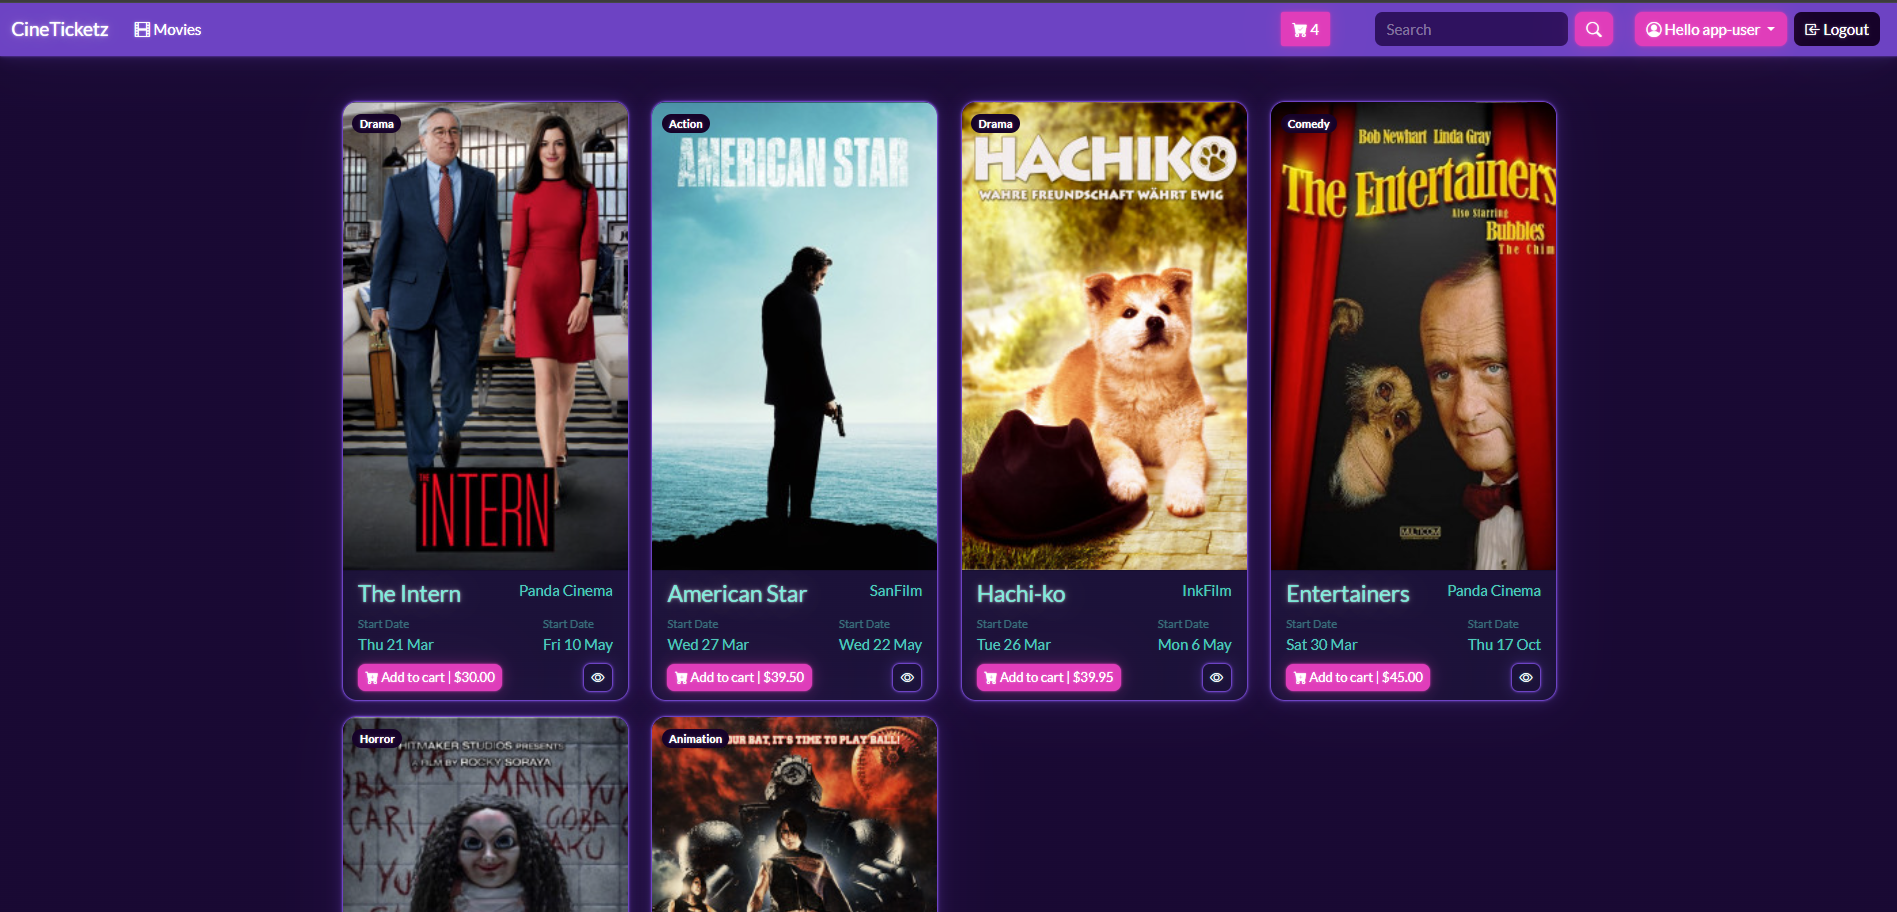 CineTicketz
Movies
4
Search
Hello app-user
Logout
Drama
THE
INTERN
The Intern
Panda Cinema
Start Date
Start Date
Thu 21 Mar
Fri 10 May
Add to cart | $30.00
Action
AMERICAN STAR
American Star
SanFilm
Start Date
Start Date
Wed 27 Mar
Wed 22 May
Add to cart | $39.50
Drama
HACHIKO
WAHRE FREUNDSCHAFT WÄHRT EWIG
Hachi-ko
InkFilm
Start Date
Start Date
Tue 26 Mar
Mon 6 May
Add to cart | $39.95
Comedy
Bob Newhart Linda Gray
The Entertainers
Also Starring
Bubbles
The Chim
MULTICOM
Entertainers
Panda Cinema
Start Date
Start Date
Sat 30 Mar
Thu 17 Oct
Add to cart | $45.00
Horror
HITMAKER STUDIOS PRESENTS
A FILM BY ROCKY SORAYA
MAIN
CARI
GOBA
Animation
OUR BAT, IT'S TIME TO PLAY BALL!